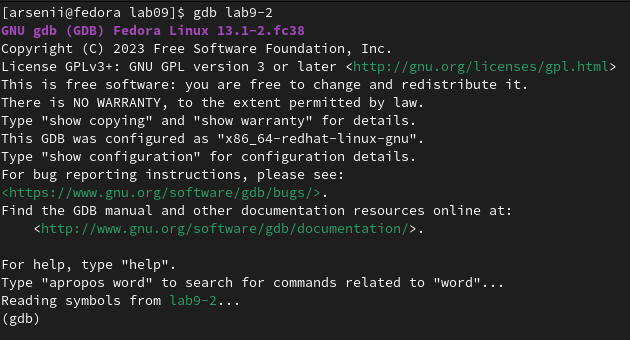 [arsenii@fedora lab09]$ gdb lab9-2
GNU gdb (GDB) Fedora Linux 13.1-2.fc38
Copyright (C) 2023 Free Software Foundation, Inc.
License GPLv3+: GNU GPL version 3 or later <http://gnu.org/licenses/gpl.html>
This is free software: you are free to change and redistribute it.
There is NO WARRANTY, to the extent permitted by law.
Type "show copying" and "show warranty" for details.
This GDB was configured as "x86_64-redhat-linux-gnu".
Type "show configuration" for configuration details.
For bug reporting instructions, please see:
<https://www.gnu.org/software/gdb/bugs/>.
Find the GDB manual and other documentation resources online at:
    <http://www.gnu.org/software/gdb/documentation/>.

For help, type "help".
Type "apropos word" to search for commands related to "word"...
Reading symbols from lab9-2...
(gdb)